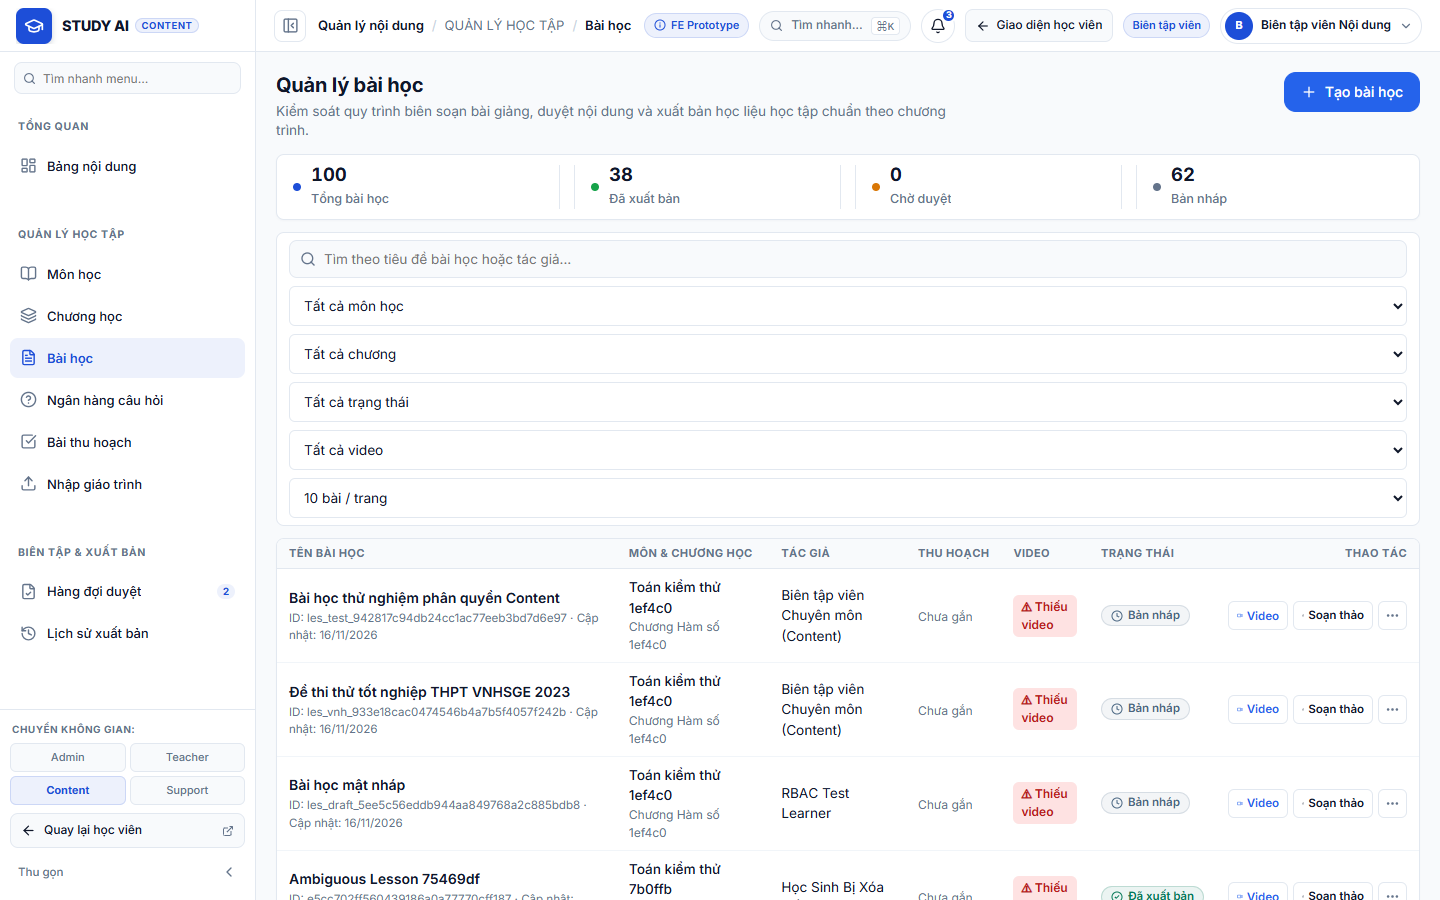 STUDY AI CONTENT
Quản lý nội dung / QUẢN LÝ HỌC TẬP / Bài học
FE Prototype
Tìm nhanh...
⌘K
3
Giao diện học viên
Biên tập viên
B
Biên tập viên Nội dung
Tìm nhanh menu...
TỔNG QUAN
Bảng nội dung
QUẢN LÝ HỌC TẬP
Môn học
Chương học
Bài học
Ngân hàng câu hỏi
Bài thu hoạch
Nhập giáo trình
BIÊN TẬP & XUẤT BẢN
Hàng đợi duyệt 2
Lịch sử xuất bản
CHUYỂN KHÔNG GIAN:
Admin Teacher
Content Support
Quay lại học viên
Thu gọn
Quản lý bài học
Kiểm soát quy trình biên soạn bài giảng, duyệt nội dung và xuất bản học liệu học tập chuẩn theo chương
trình.
+ Tạo bài học
100
Tổng bài học
38
Đã xuất bản
0
Chờ duyệt
62
Bản nháp
Tìm theo tiêu đề bài học hoặc tác giả...
Tất cả môn học
Tất cả chương
Tất cả trạng thái
Tất cả video
10 bài / trang
TÊN BÀI HỌC MÔN & CHƯƠNG HỌC TÁC GIẢ THU HOẠCH VIDEO TRẠNG THÁI THAO TÁC
Bài học thử nghiệm phân quyền Content
ID: les_test_942817c94db24cc1ac77eeb3bd7d6e97 · Cập
nhật: 16/11/2026
Toán kiểm thử
1ef4c0
Chương Hàm số
1ef4c0
Biên tập viên
Chuyên môn
(Content)
Chưa gắn
Thiếu
video
Bản nháp
Video
Soạn thảo
Đề thi thử tốt nghiệp THPT VNHSGE 2023
ID: les_vnh_933e18cac0474546b4a7b5f4057f242b · Cập
nhật: 16/11/2026
Toán kiểm thử
1ef4c0
Chương Hàm số
1ef4c0
Biên tập viên
Chuyên môn
(Content)
Chưa gắn
Thiếu
video
Bản nháp
Video
Soạn thảo
Bài học mật nháp
ID: les_draft_5ee5c56eddb944aa849768a2c885bdb8 ·
Cập nhật: 16/11/2026
Toán kiểm thử
1ef4c0
Chương Hàm số
1ef4c0
RBAC Test
Learner
Chưa gắn
Thiếu
video
Bản nháp
Video
Soạn thảo
Ambiguous Lesson 75469df
ID: e5cc702ff560439186a0a77770cff187 · Cập nhật:
Toán kiểm thử
7b0ffb
Học Sinh Bị Xóa
Chưa gắn
Thiếu
Đã xuất bản
Video
Soạn thảo